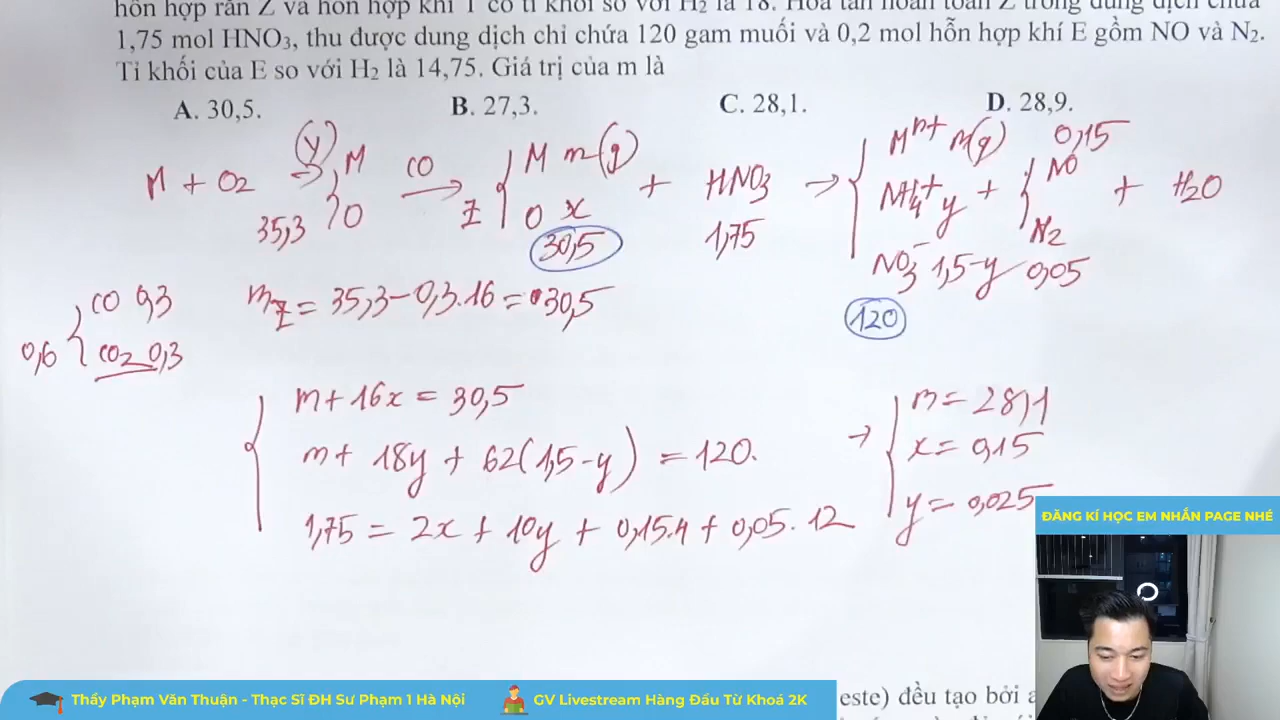 hỗn hợp rắn Z và hỗn hợp khí T có tỉ khối so với H₂ là 18. Hòa tan hoàn toàn Z trong dung dịch chứa
1,75 mol HNO₃, thu được dung dịch chỉ chứa 120 gam muối và 0,2 mol hỗn hợp khí E gồm NO và N₂.
Tỉ khối của E so với H₂ là 14,75. Giá trị của m là
A. 30,5. B. 27,3. C. 28,1. D. 28,9.
(Y) M CO M m(g) Mⁿ⁺ m(g) 0,15
M + O₂ → → Z + HNO₃ → NH₄⁺ y + NO + H₂O
35,3 O O x 1,75 N₂
30,5 NO₃⁻ 1,5-y 0,05
CO 0,3 m_Z = 35,3 - 0,3.16 = 30,5 120
0,6 CO₂ 0,3
m + 16x = 30,5 m = 28,1
m + 18y + 62(1,5-y) = 120. → x = 0,15
1,75 = 2x + 10y + 0,15.4 + 0,05.12 y = 0,025
ĐĂNG KÍ HỌC EM NHẮN PAGE NHÉ
Thầy Phạm Văn Thuận - Thạc Sĩ ĐH Sư Phạm 1 Hà Nội GV Livestream Hàng Đầu Từ Khoá 2K
este) đều tạo bởi a